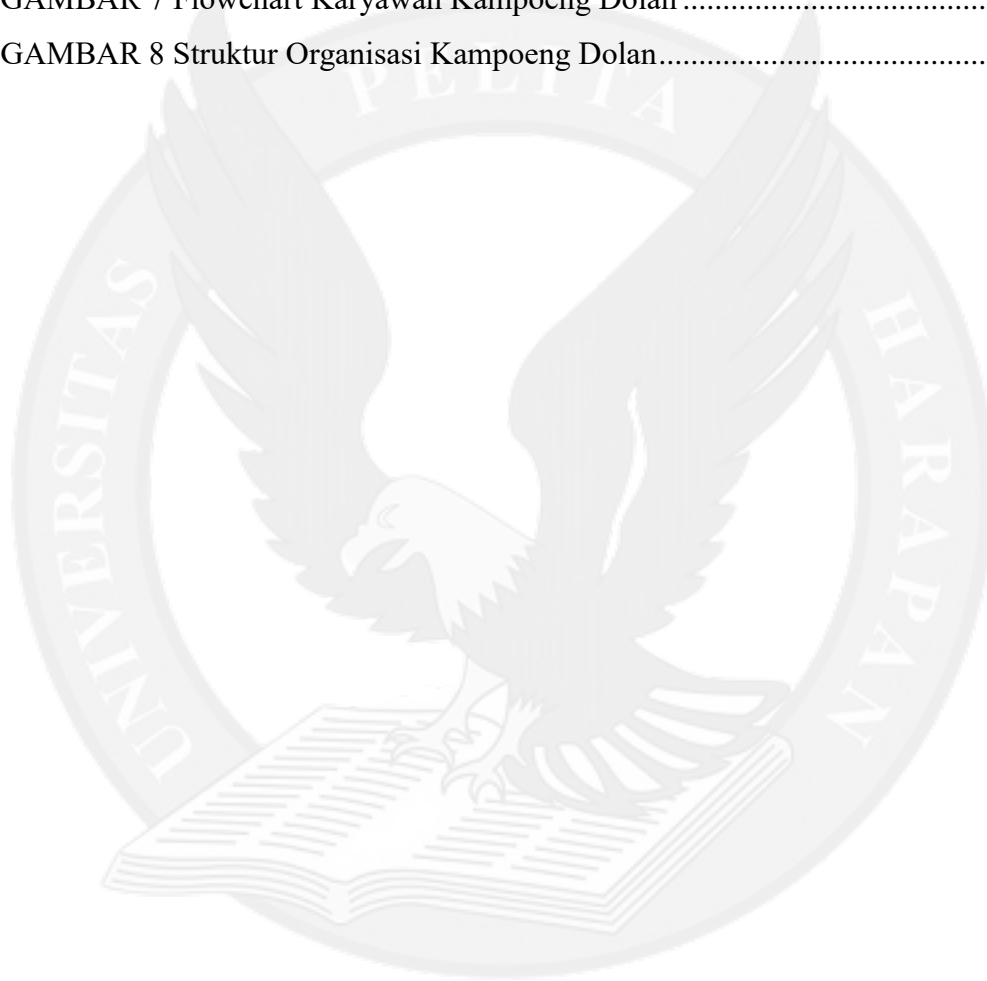 GAMBAR 7 Flowchart Karyawan Kampoeng Dolan....................................
GAMBAR 8 Struktur Organisasi Kampoeng Dolan.......................................
UNIVERSITAS PELITA HARAPAN